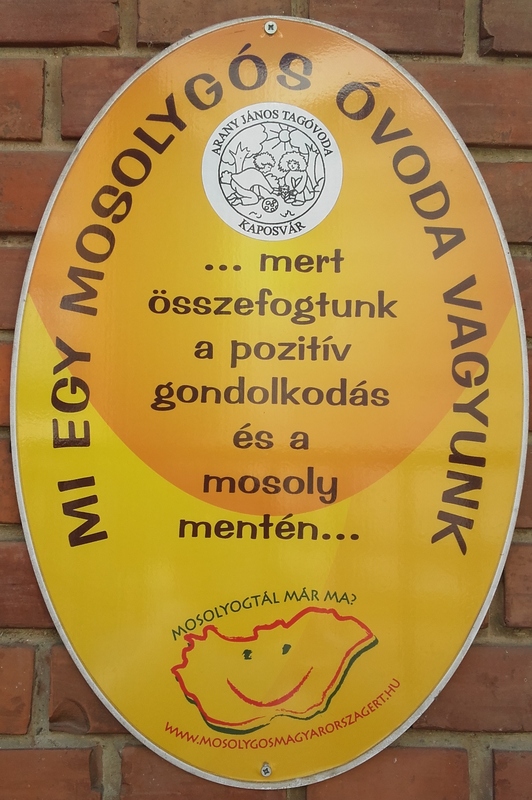 MI EGY MOSOLYGÓS ÓVODA VAGYUNK
ARANY JÁNOS TAGÓVODA
KAPOSVÁR
... mert
összefogtunk
a pozitív
gondolkodás
és a
mosoly
mentén...
MOSOLYOGTÁL MÁR MA?
WWW.MOSOLYGOSMAGYARORSZAGERT.HU